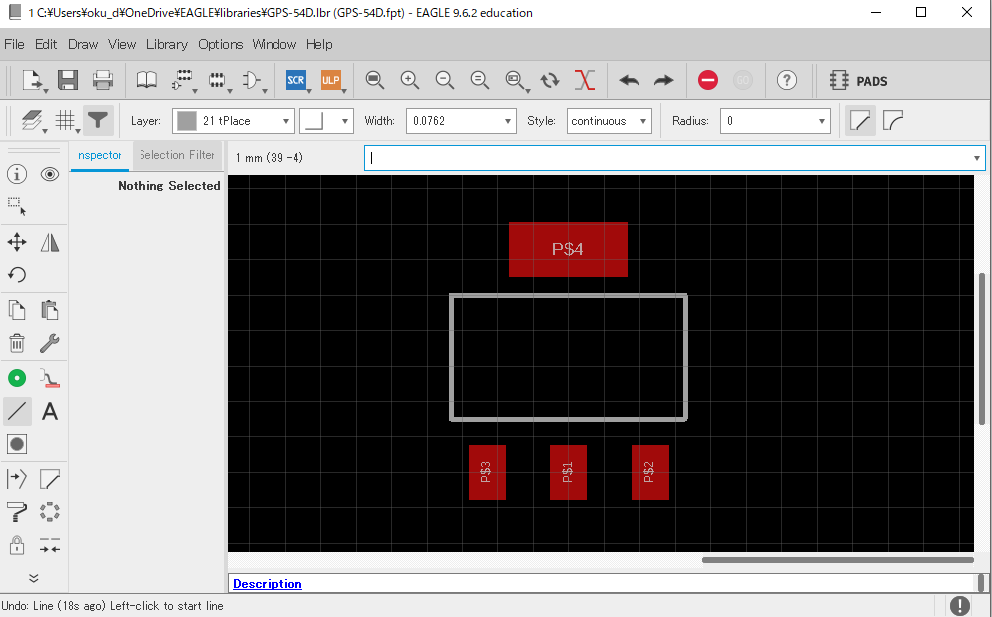 1 C:¥Users¥oku_d¥OneDrive¥EAGLE¥libraries¥GPS-54D.lbr (GPS-54D.fpt) - EAGLE 9.6.2 education
File Edit Draw View Library Options Window Help
SCR ULP PADS
Layer: 21 tPlace Width: 0.0762 Style: continuous Radius: 0
nspector Selection Filter 1 mm (39 -4)
Nothing Selected
P$4
P$3 P$1 P$2
Description
Undo: Line (18s ago) Left-click to start line